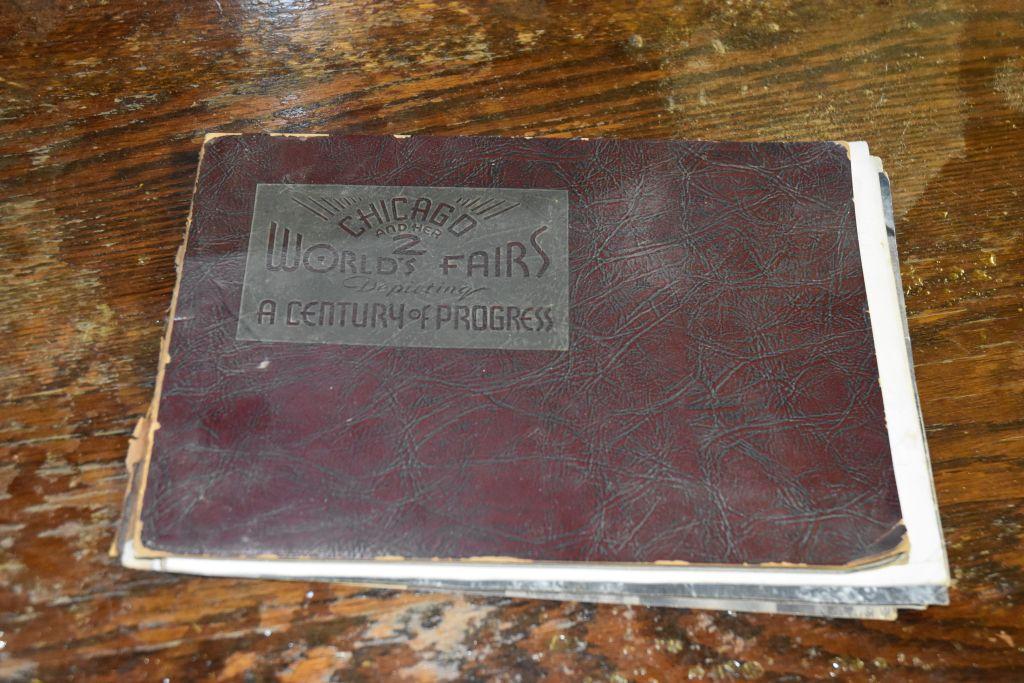 CHICAGO
AND HER
2
WORLD'S FAIRS
Depicting
A CENTURY OF PROGRESS